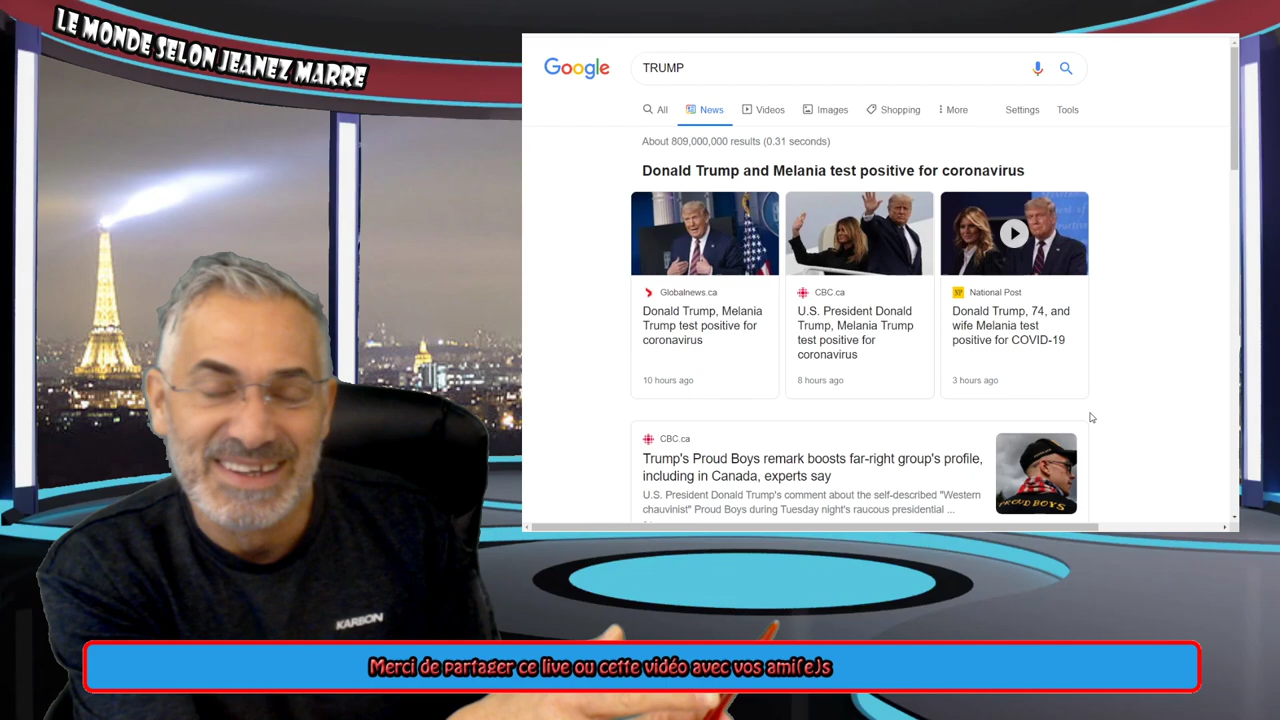 LE MONDE SELON JEANEZ MARRE
Google
TRUMP
All News Videos Images Shopping More Settings Tools
About 809,000,000 results (0.31 seconds)
Donald Trump and Melania test positive for coronavirus
Globalnews.ca
Donald Trump, Melania
Trump test positive for
coronavirus
10 hours ago
CBC.ca
U.S. President Donald
Trump, Melania Trump
test positive for
coronavirus
8 hours ago
National Post
Donald Trump, 74, and
wife Melania test
positive for COVID-19
3 hours ago
CBC.ca
Trump's Proud Boys remark boosts far-right group's profile,
including in Canada, experts say
U.S. President Donald Trump's comment about the self-described "Western
chauvinist" Proud Boys during Tuesday night's raucous presidential ...
PROUD BOYS
KARBON
Merci de partager ce live ou cette vidéo avec vos ami(e)s